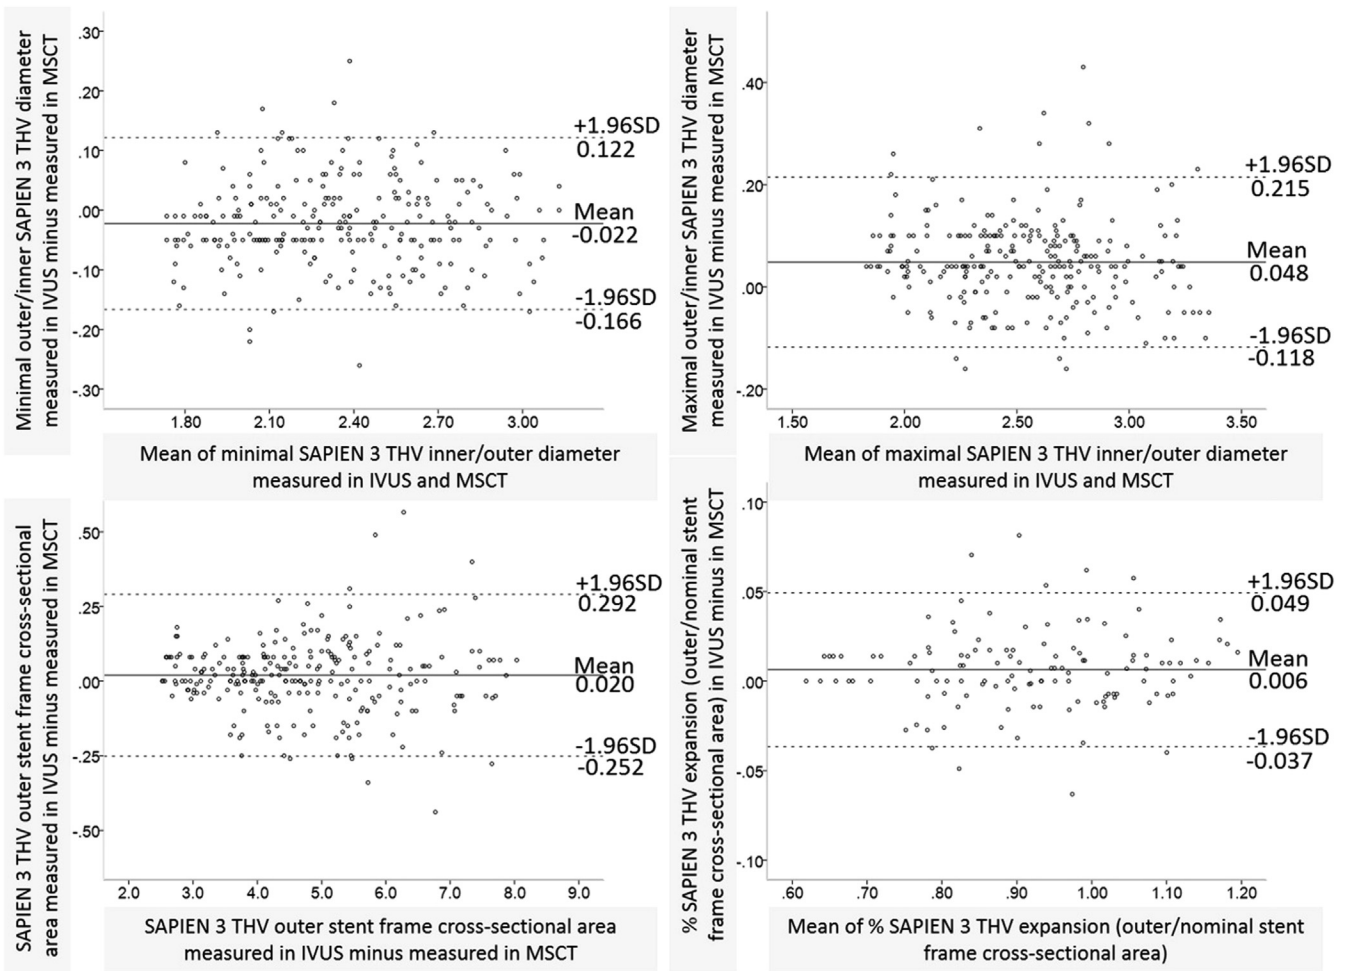 Minimal outer/inner SAPIEN 3 THV diameter
measured in IVUS minus measured in MSCT
.30
.20
.10
.00
-.10
-.20
-.30
+1.96SD
0.122
Mean
-0.022
-1.96SD
-0.166
1.80
2.10
2.40
2.70
3.00
Mean of minimal SAPIEN 3 THV inner/outer diameter
measured in IVUS and MSCT
Maximal outer/inner SAPIEN 3 THV diameter
measured in IVUS minus measured in MSCT
.40
.20
.00
-.20
+1.96SD
0.215
Mean
0.048
-1.96SD
-0.118
1.50
2.00
2.50
3.00
3.50
Mean of maximal SAPIEN 3 THV inner/outer diameter
measured in IVUS and MSCT
SAPIEN 3 THV outer stent frame cross-sectional
area measured in IVUS minus measured in MSCT
.50
.25
.00
-.25
-.50
+1.96SD
0.292
Mean
0.020
-1.96SD
-0.252
2.0
3.0
4.0
5.0
6.0
7.0
8.0
9.0
SAPIEN 3 THV outer stent frame cross-sectional area
measured in IVUS minus measured in MSCT
% SAPIEN 3 THV expansion (outer/nominal stent
frame cross-sectional area) in IVUS minus in MSCT
.10
.05
.00
-.05
-.10
+1.96SD
0.049
Mean
0.006
-1.96SD
-0.037
.60
.70
.80
.90
1.00
1.10
1.20
Mean of % SAPIEN 3 THV expansion (outer/nominal stent
frame cross-sectional area)